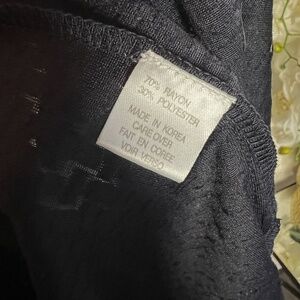 70% RAYON
30% POLYESTER
MADE IN KOREA
CARE OVER
FAIT EN COREE
VOIR VERSO